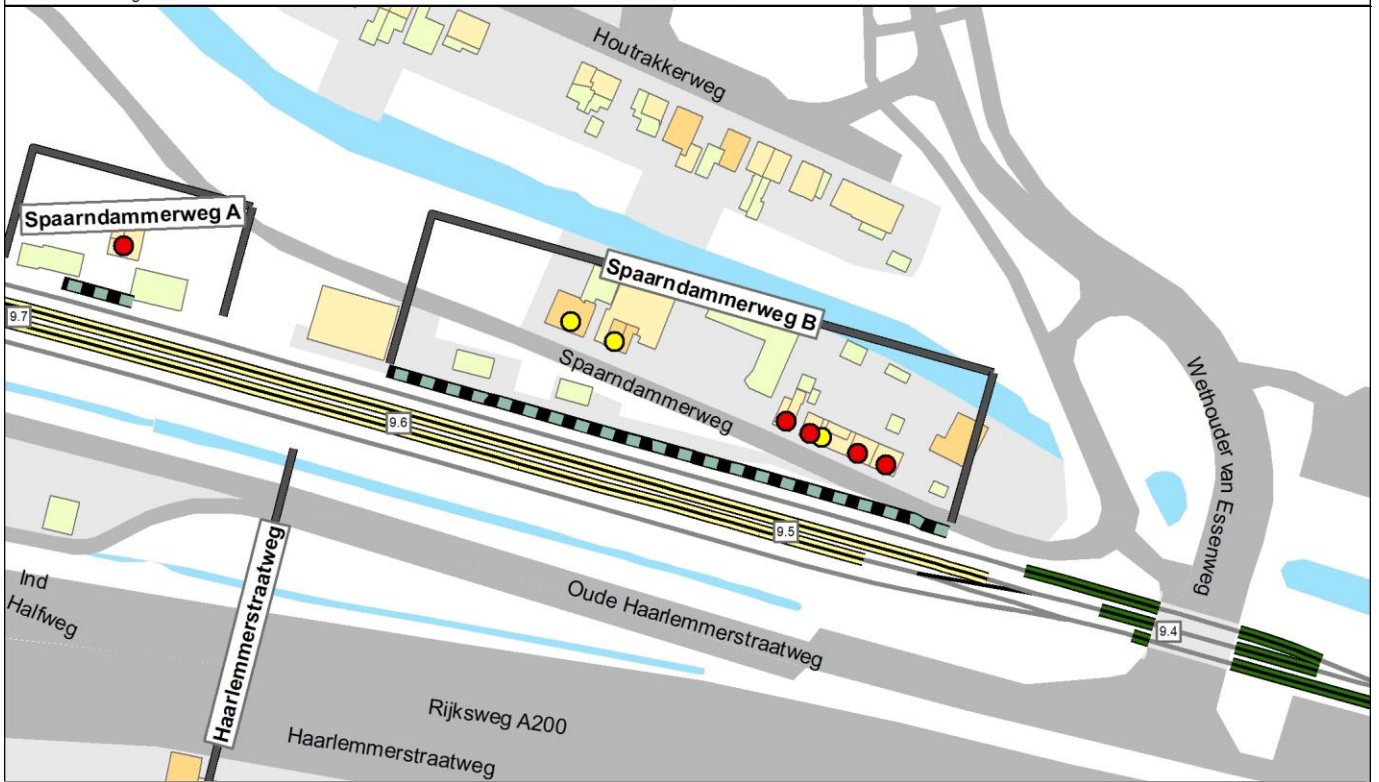 Houtrakkerweg
Spaarndammerweg A
Spaarndammerweg B
9.7
Spaarndammerweg
9.6
Wethouder van Essenweg
9.5
Haarlemmerstraatweg
Ind
Halfweg
Oude Haarlemmerstraatweg
9.4
Rijksweg A200
Haarlemmerstraatweg